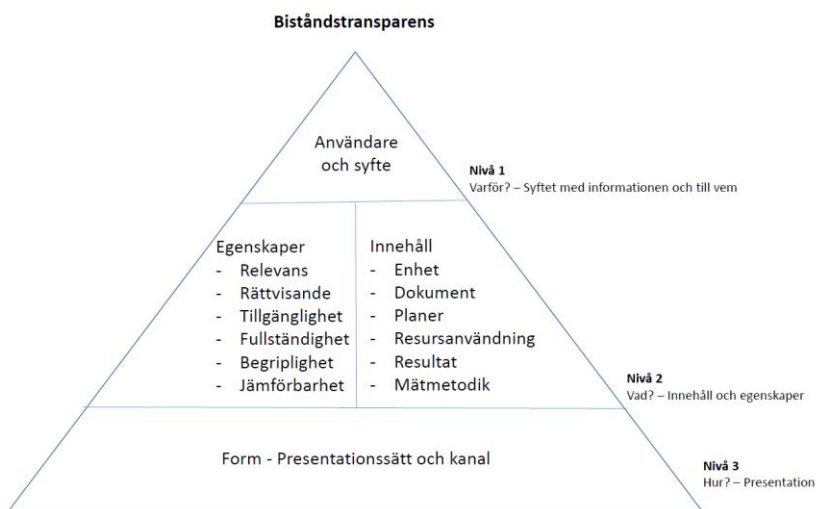 Biståndstransparens
Användare
och syfte
Nivå 1
Varför? – Syftet med informationen och till vem
Egenskaper
- Relevans
- Rättvisande
- Tillgänglighet
- Fullständighet
- Begriplighet
- Jämförbarhet
Innehåll
- Enhet
- Dokument
- Planer
- Resursanvändning
- Resultat
- Mätmetodik
Nivå 2
Vad? – Innehåll och egenskaper
Form - Presentationssätt och kanal
Nivå 3
Hur? – Presentation